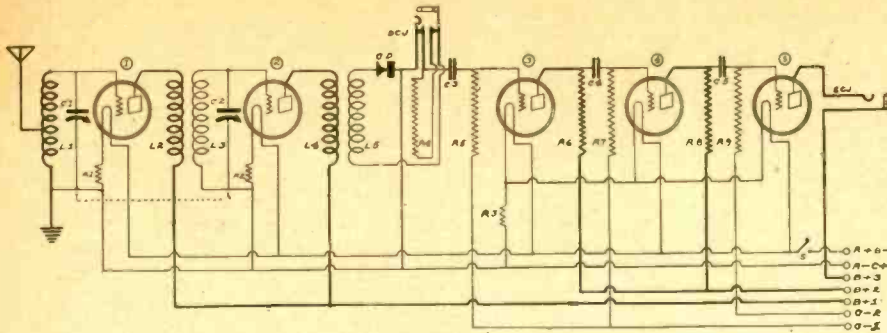 DCJ
① ② CD ③ ④ ⑤
C3 C4 C5 SCJ
C1 C2
L1 L2 L3 L4 L5 R4 R5 R6 R7 R8 R9
R1 R2
R3
S A+B-
A-C+
B+3
B+2
B+1
C-2
C-1